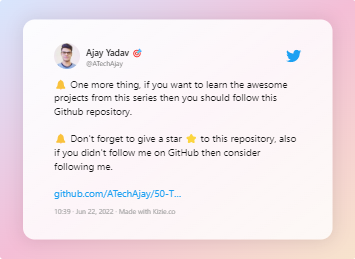 Ajay Yadav 🎯
@ATechAjay
🔔 One more thing, if you want to learn the awesome
projects from this series then you should follow this
Github repository.
🔔 Don't forget to give a star ⭐ to this repository, also
if you didn't follow me on GitHub then consider
following me.
github.com/ATechAjay/50-T...
10:39 · Jun 22, 2022 · Made with Kizie.co